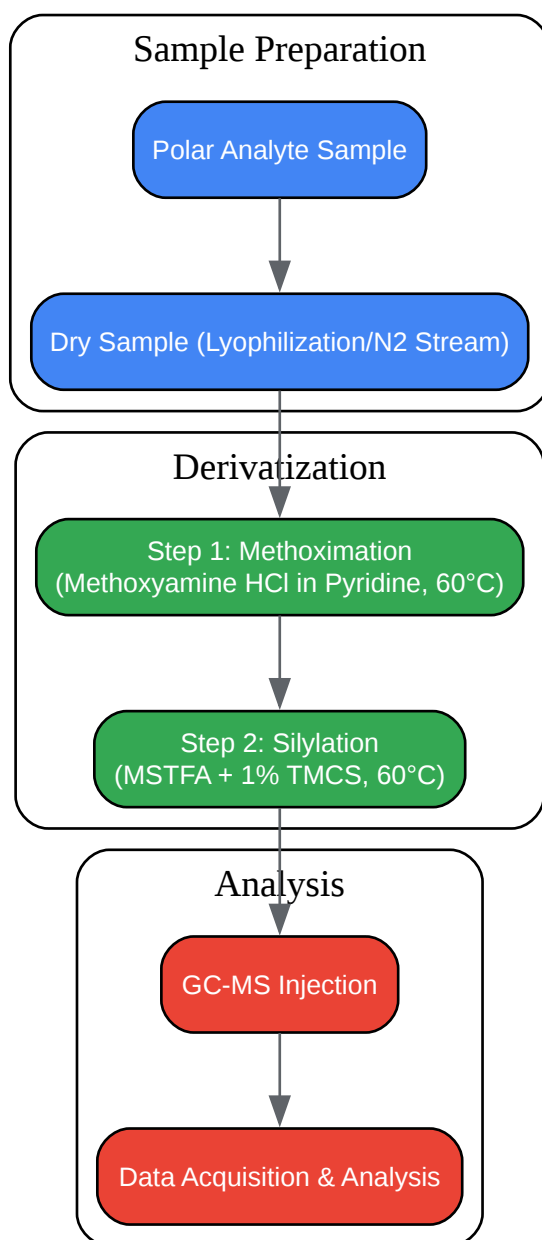 Sample Preparation
Polar Analyte Sample
Dry Sample (Lyophilization/N2 Stream)
Derivatization
Step 1: Methoximation
(Methoxyamine HCl in Pyridine, 60°C)
Step 2: Silylation
(MSTFA + 1% TMCS, 60°C)
Analysis
GC-MS Injection
Data Acquisition & Analysis